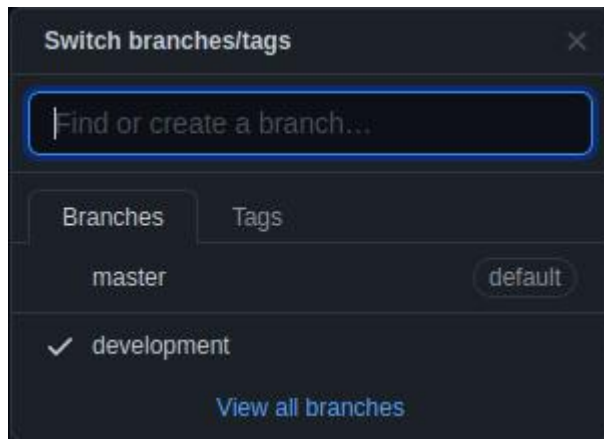 Switch branches/tags
Find or create a branch...
Branches Tags
master default
development
View all branches